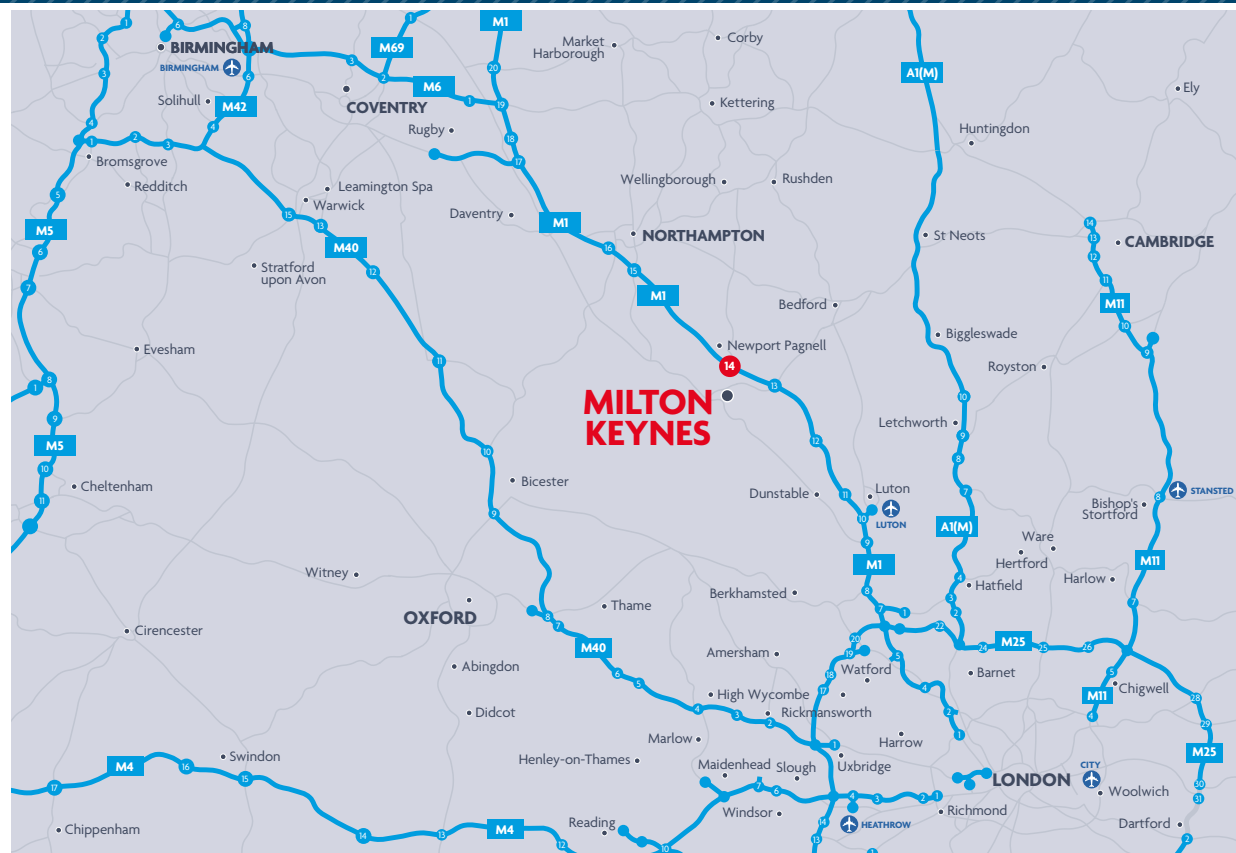 M1
Corby
Market
Harborough
BIRMINGHAM
BIRMINGHAM
M69
A1(M)
M6
Ely
Solihull
M42
COVENTRY
Kettering
Rugby
Huntingdon
Bromsgrove
Redditch
Leamington Spa
Warwick
Wellingborough
Rushden
Daventry
M1
M5
NORTHAMPTON
St Neots
CAMBRIDGE
M40
Stratford
upon Avon
M1
Bedford
M11
Biggleswade
Evesham
Newport Pagnell
14
Royston
MILTON
KEYNES
Letchworth
M5
Cheltenham
Bicester
Dunstable
Luton
LUTON
Bishop's
Stortford
STANSTED
A1(M)
Ware
Hertford
M1
M11
Witney
Hatfield
Harlow
Berkhamsted
Thame
OXFORD
Cirencester
M40
M25
Amersham
Abingdon
Watford
Barnet
Chigwell
High Wycombe
M11
Rickmansworth
Didcot
Marlow
Harrow
M25
Swindon
Henley-on-Thames
Uxbridge
M4
Maidenhead
Slough
CITY
LONDON
Woolwich
Windsor
Richmond
HEATHROW
Chippenham
M4
Reading
Dartford